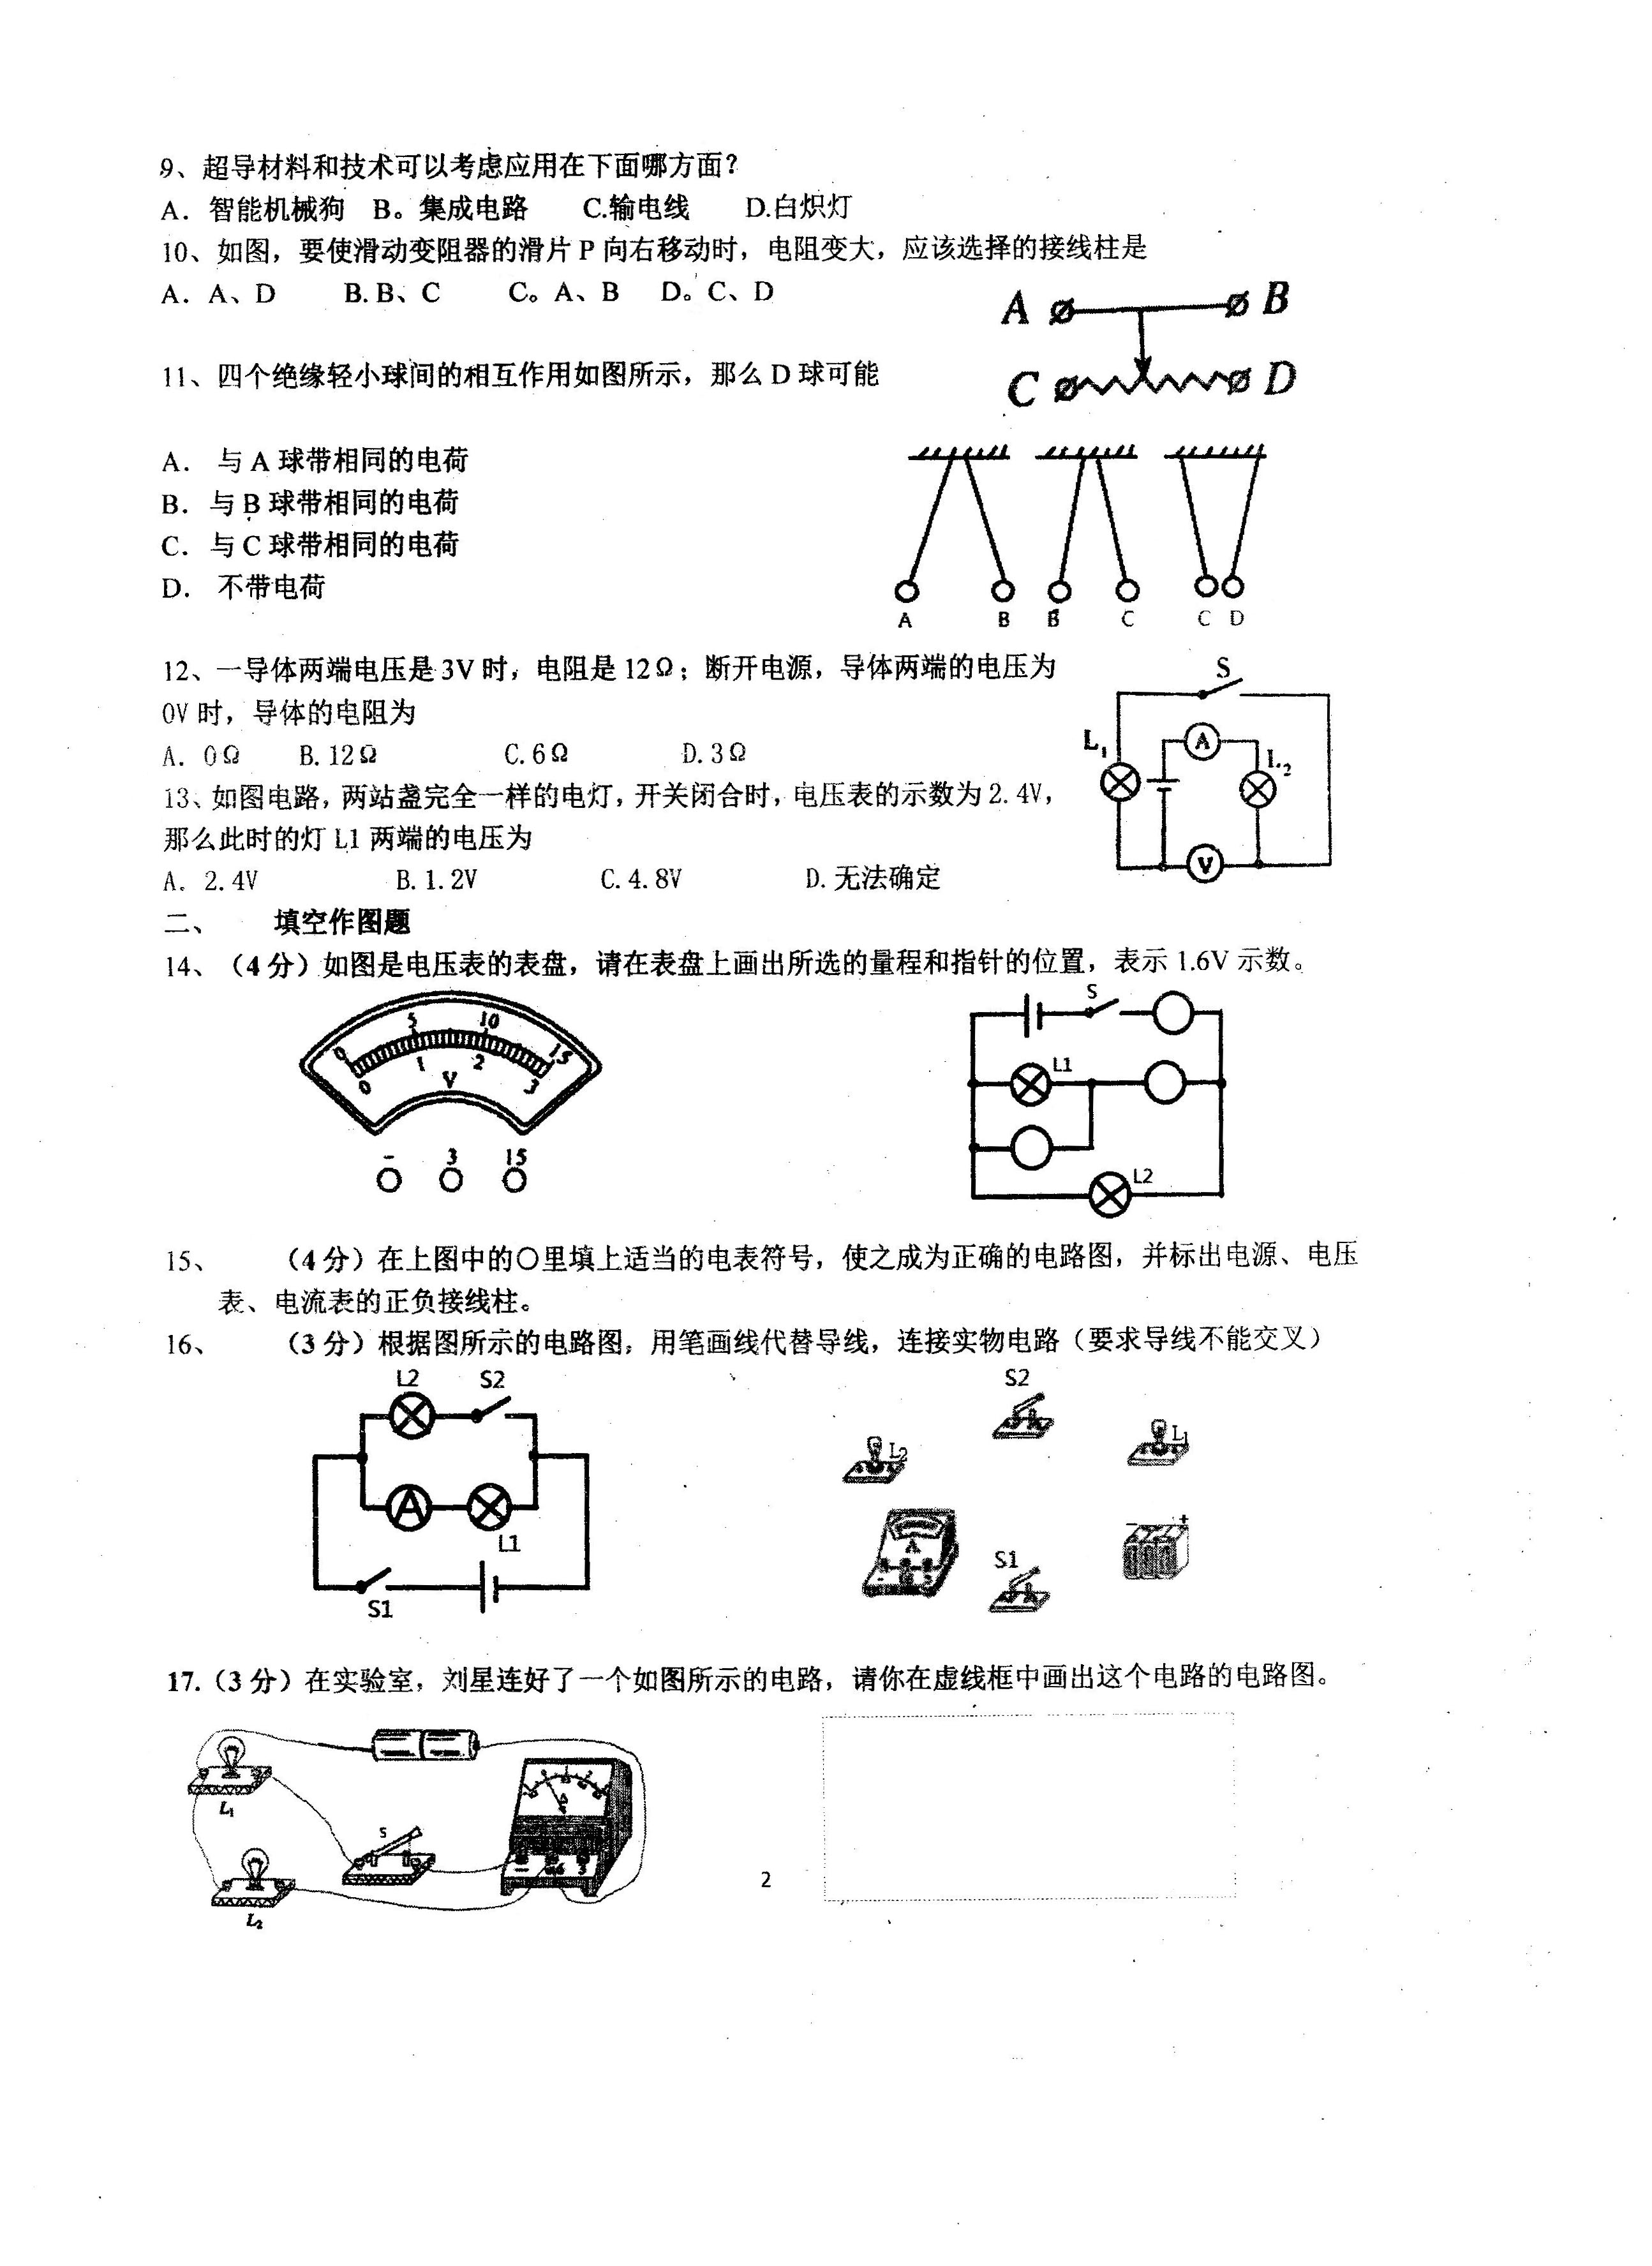 9、超导材料和技术可以考虑应用在下面哪方面?
A. 智能机械狗 B。集成电路 C.输电线 D.白炽灯
10、如图，要使滑动变阻器的滑片 P 向右移动时，电阻变大，应该选择的接线柱是
A. A、D B. B、C C。A、B D。C、D
A B
C D
11、四个绝缘轻小球间的相互作用如图所示，那么 D 球可能
A. 与 A 球带相同的电荷
B. 与 B 球带相同的电荷
C. 与 C 球带相同的电荷
D. 不带电荷
A B B C C D
12、一导体两端电压是 3V 时，电阻是 12Ω；断开电源，导体两端的电压为
0V 时，导体的电阻为
A. 0Ω B. 12Ω C. 6Ω D. 3Ω
S
L1 A L2
V
13、如图电路，两站盏完全一样的电灯，开关闭合时，电压表的示数为 2.4V，
那么此时的灯 L1 两端的电压为
A. 2.4V B. 1.2V C. 4.8V D. 无法确定
二、 填空作图题
14、（4 分）如图是电压表的表盘，请在表盘上画出所选的量程和指针的位置，表示 1.6V 示数。
0 5 10 15
0 1 2 3
V
- 3 15
S
L1
L2
15、 （4 分）在上图中的〇里填上适当的电表符号，使之成为正确的电路图，并标出电源、电压
表、电流表的正负接线柱。
16、 （3 分）根据图所示的电路图，用笔画线代替导线，连接实物电路（要求导线不能交叉）
L2 S2
A L1
S1
S2
L2 L1
A
- +
S1
17.（3 分）在实验室，刘星连好了一个如图所示的电路，请你在虚线框中画出这个电路的电路图。
L1
S
A
L2
2